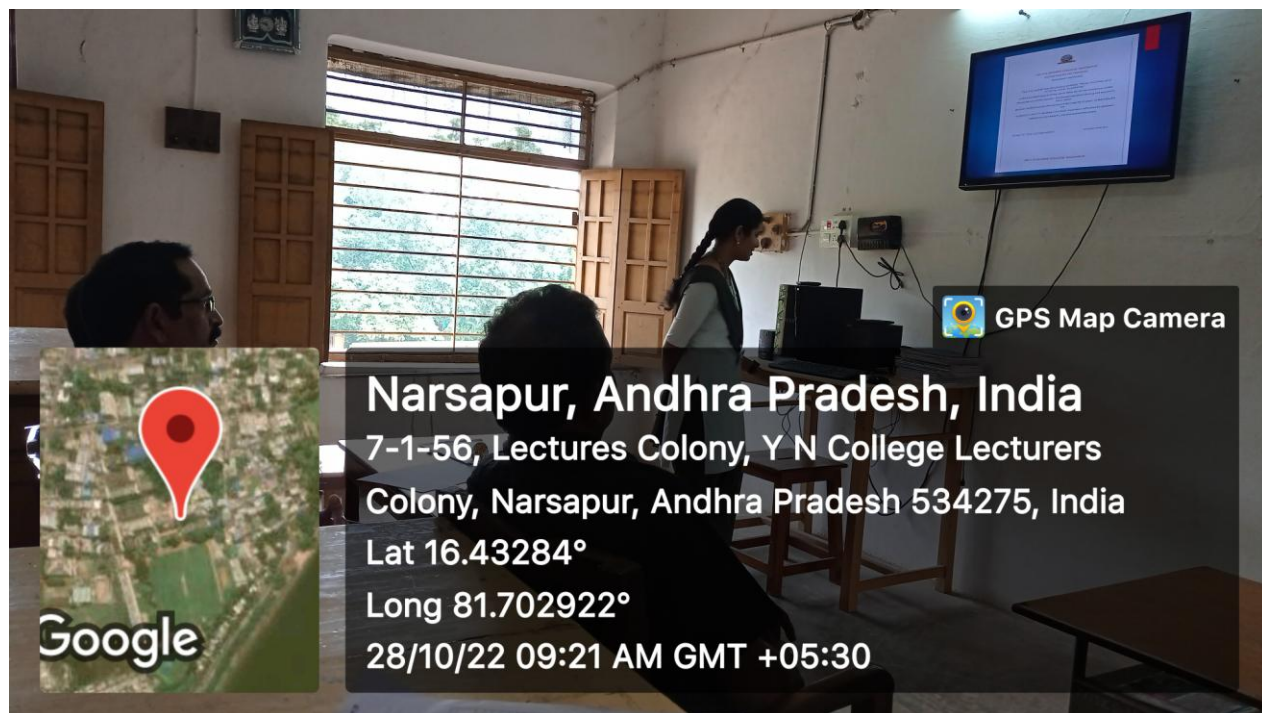 GPS Map Camera
Narsapur, Andhra Pradesh, India
7-1-56, Lectures Colony, Y N College Lecturers
Colony, Narsapur, Andhra Pradesh 534275, India
Lat 16.43284°
Long 81.702922°
28/10/22 09:21 AM GMT +05:30
Google